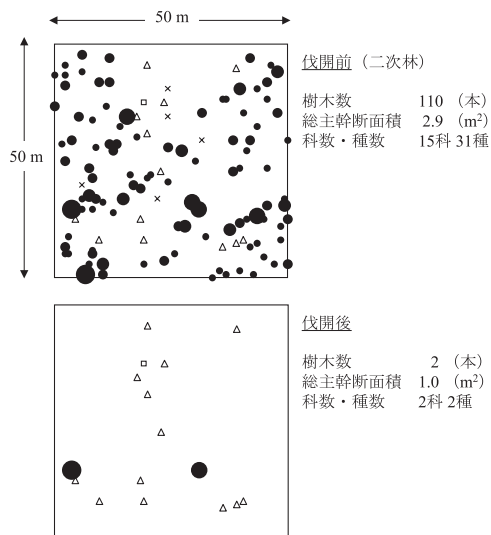 50 m
50 m
伐開前（二次林）
樹木数 110 （本）
総主幹断面積 2.9 （m²）
科数・種数 15科 31種
伐開後
樹木数 2 （本）
総主幹断面積 1.0 （m²）
科数・種数 2科 2種